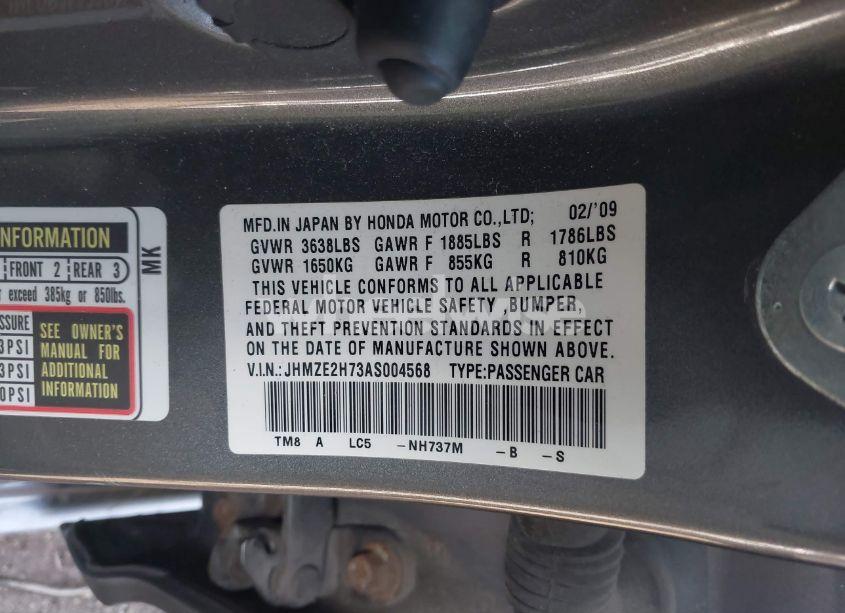 INFORMATION
FRONT 2 REAR 3
exceed 385kg or 850lbs.
MK
SEE OWNER'S
MANUAL FOR
ADDITIONAL
INFORMATION
MFD.IN JAPAN BY HONDA MOTOR CO.,LTD; 02/'09
GVWR 3638LBS GAWR F 1885LBS R 1786LBS
GVWR 1650KG GAWR F 855KG R 810KG
THIS VEHICLE CONFORMS TO ALL APPLICABLE
FEDERAL MOTOR VEHICLE SAFETY ,BUMPER,
AND THEFT PREVENTION STANDARDS IN EFFECT
ON THE DATE OF MANUFACTURE SHOWN ABOVE.
V.I.N.: JHMZE2H73AS004568 TYPE:PASSENGER CAR
TM8 A LC5 -NH737M -B -S